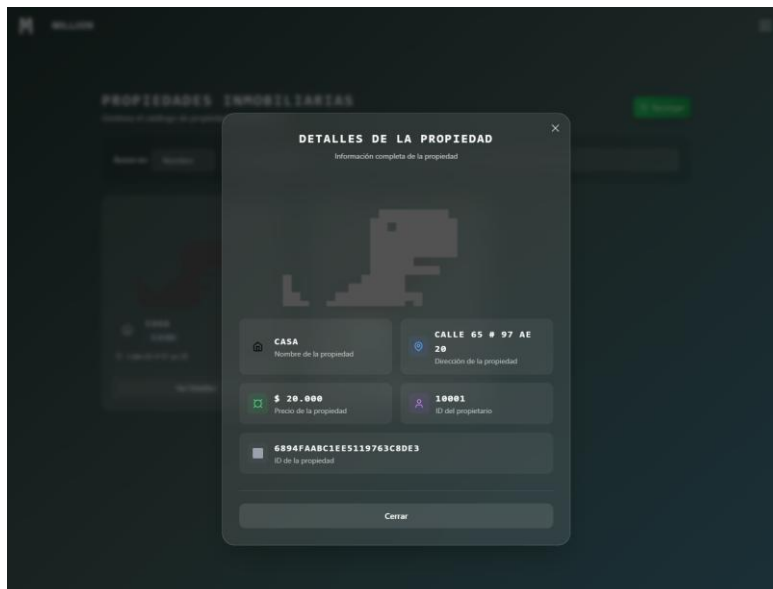 MILLION
PROPIEDADES INMOBILIARIAS
DETALLES DE LA PROPIEDAD
Información completa de la propiedad
CASA
Nombre de la propiedad
CALLE 65 # 97 AE
20
Dirección de la propiedad
$ 20.000
Precio de la propiedad
10001
ID del propietario
6894FAABC1EE5119763C8DE3
ID de la propiedad
Cerrar